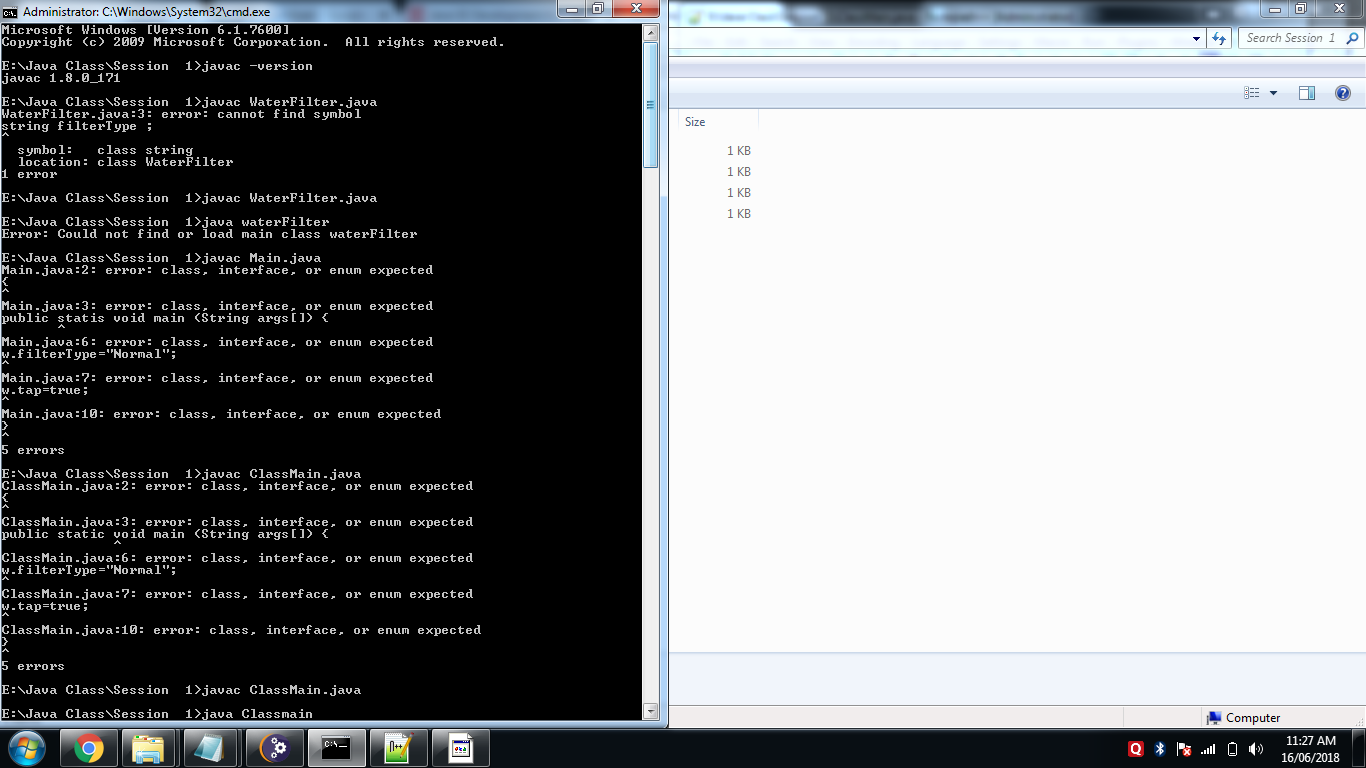 Administrator: C:\Windows\System32\cmd.exe
Microsoft Windows [Version 6.1.7600]
Copyright (c) 2009 Microsoft Corporation.  All rights reserved.
E:\Java Class\Session  1>javac -version
javac 1.8.0_171
E:\Java Class\Session  1>javac WaterFilter.java
WaterFilter.java:3: error: cannot find symbol
string filterType ;
^
  symbol:   class string
  location: class WaterFilter
1 error
E:\Java Class\Session  1>javac WaterFilter.java
E:\Java Class\Session  1>java waterFilter
Error: Could not find or load main class waterFilter
E:\Java Class\Session  1>javac Main.java
Main.java:2: error: class, interface, or enum expected
{
^
Main.java:3: error: class, interface, or enum expected
public statis void main (String args[]) {
       ^
Main.java:6: error: class, interface, or enum expected
w.filterType="Normal";
^
Main.java:7: error: class, interface, or enum expected
w.tap=true;
^
Main.java:10: error: class, interface, or enum expected
}
^
5 errors
E:\Java Class\Session  1>javac ClassMain.java
ClassMain.java:2: error: class, interface, or enum expected
{
^
ClassMain.java:3: error: class, interface, or enum expected
public static void main (String args[]) {
              ^
ClassMain.java:6: error: class, interface, or enum expected
w.filterType="Normal";
^
ClassMain.java:7: error: class, interface, or enum expected
w.tap=true;
^
ClassMain.java:10: error: class, interface, or enum expected
}
^
5 errors
E:\Java Class\Session  1>javac ClassMain.java
E:\Java Class\Session  1>java Classmain
Search Session 1
Size
1 KB
1 KB
1 KB
1 KB
Computer
11:27 AM
16/06/2018